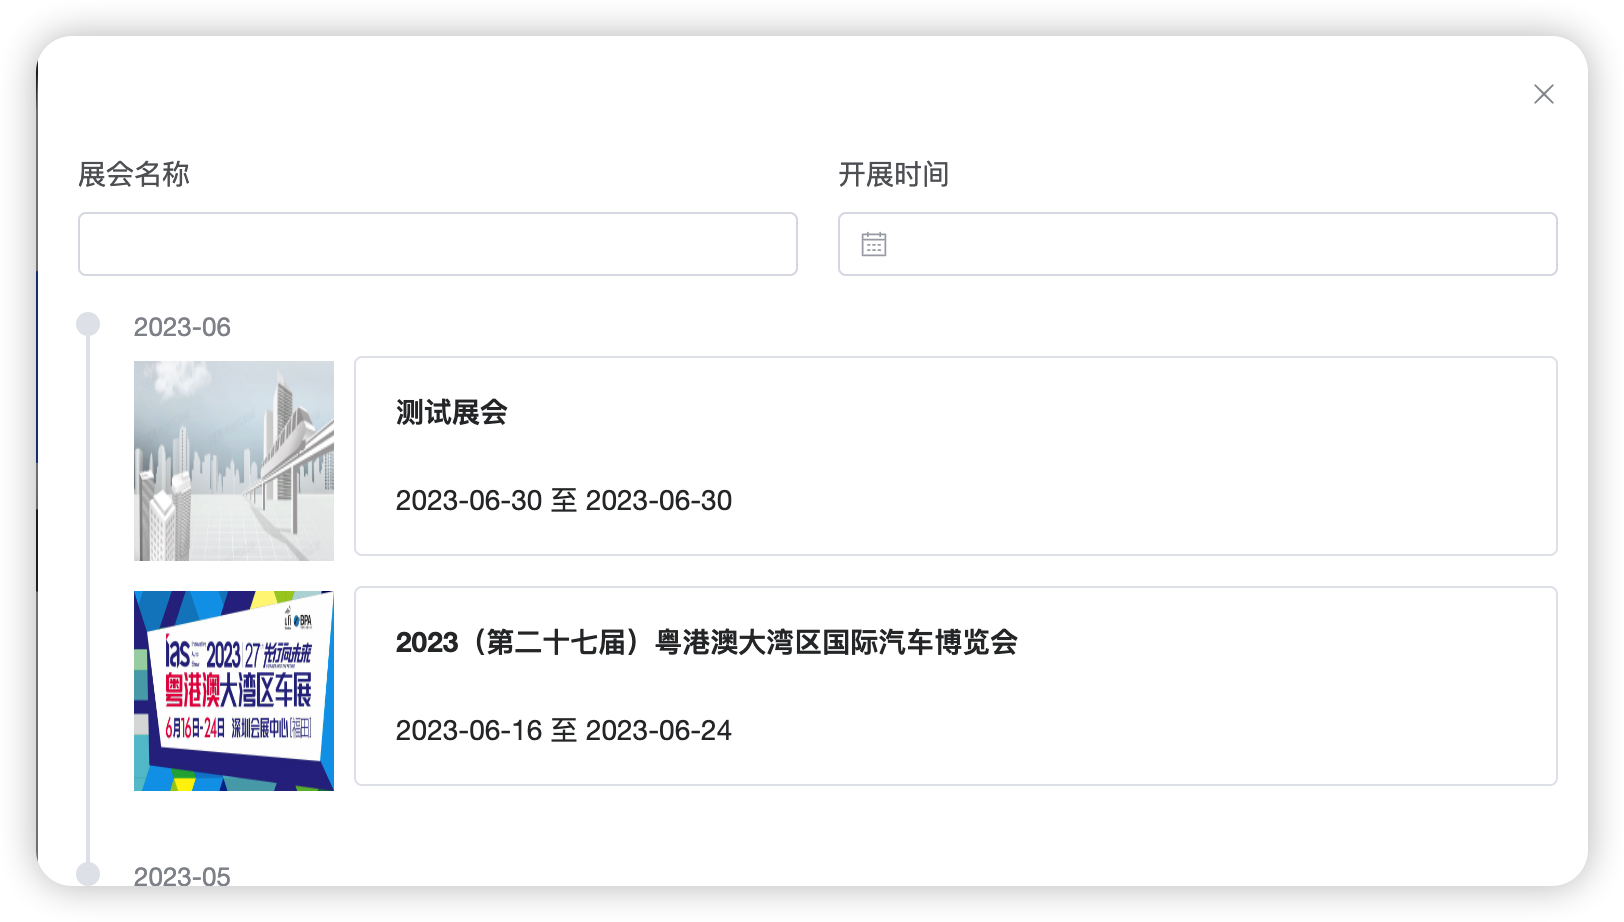 展会名称
开展时间
2023-06
测试展会
2023-06-30 至 2023-06-30
ias 2023 27th 先行向未来
BPA
粤港澳大湾区车展
6月16日-24日 深圳会展中心[福田]
2023（第二十七届）粤港澳大湾区国际汽车博览会
2023-06-16 至 2023-06-24
2023-05